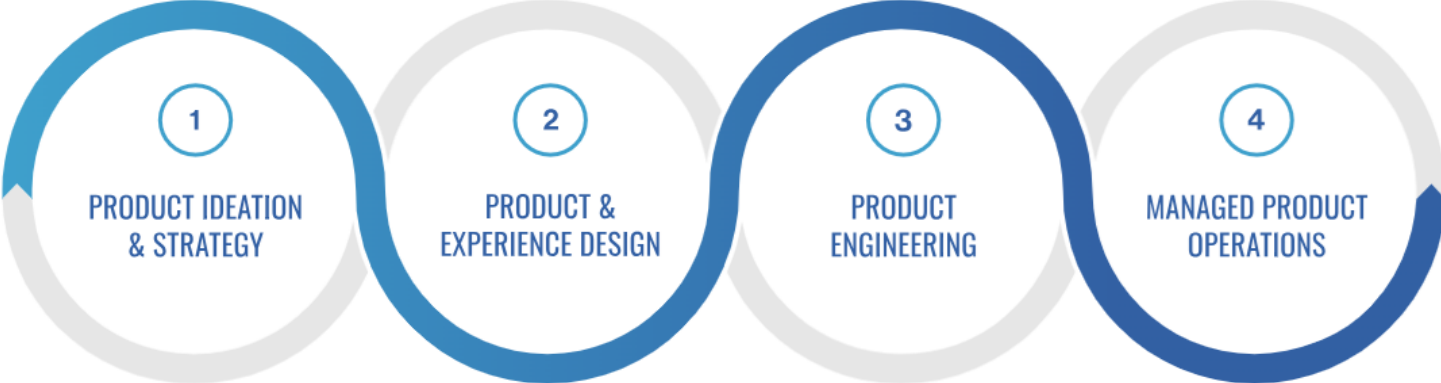 1
PRODUCT IDEATION
& STRATEGY
2
PRODUCT &
EXPERIENCE DESIGN
3
PRODUCT
ENGINEERING
4
MANAGED PRODUCT
OPERATIONS